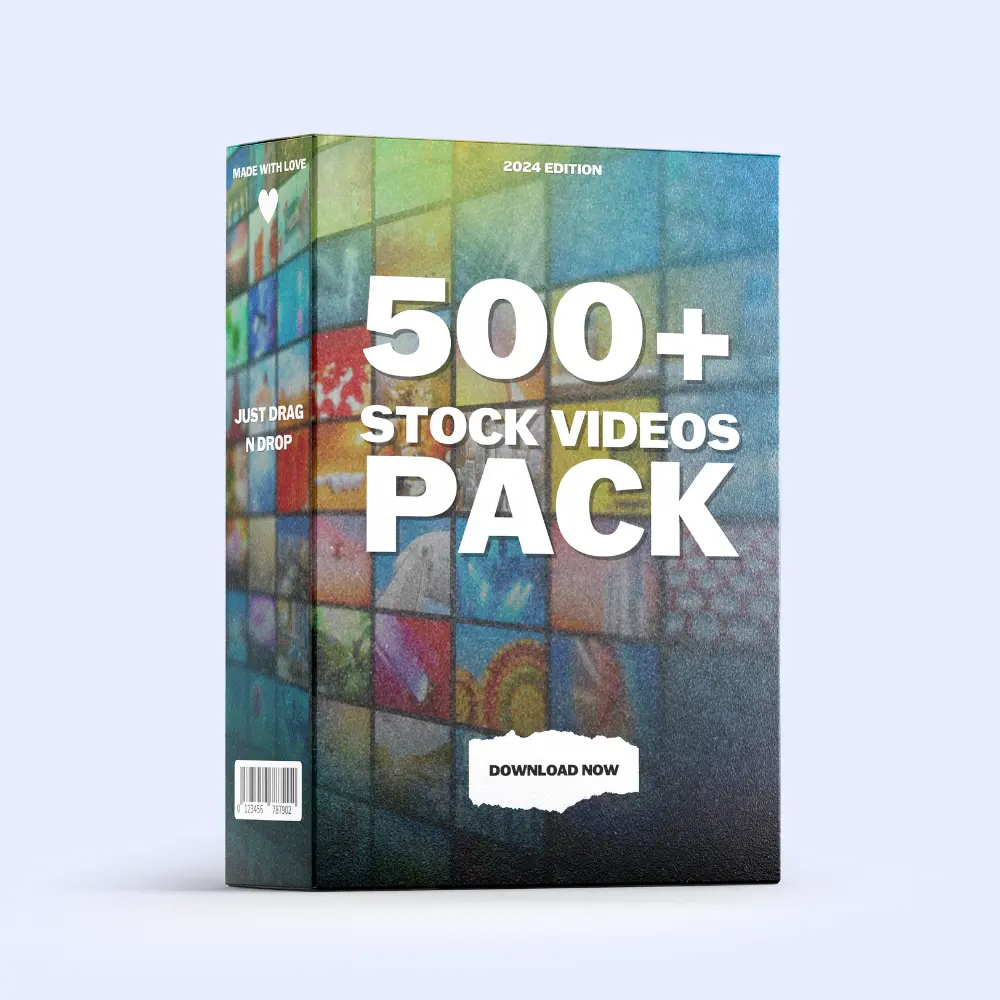 MADE WITH LOVE
JUST DRAG
N DROP
0 123456 787902
2024 EDITION
500+
STOCK VIDEOS
PACK
DOWNLOAD NOW